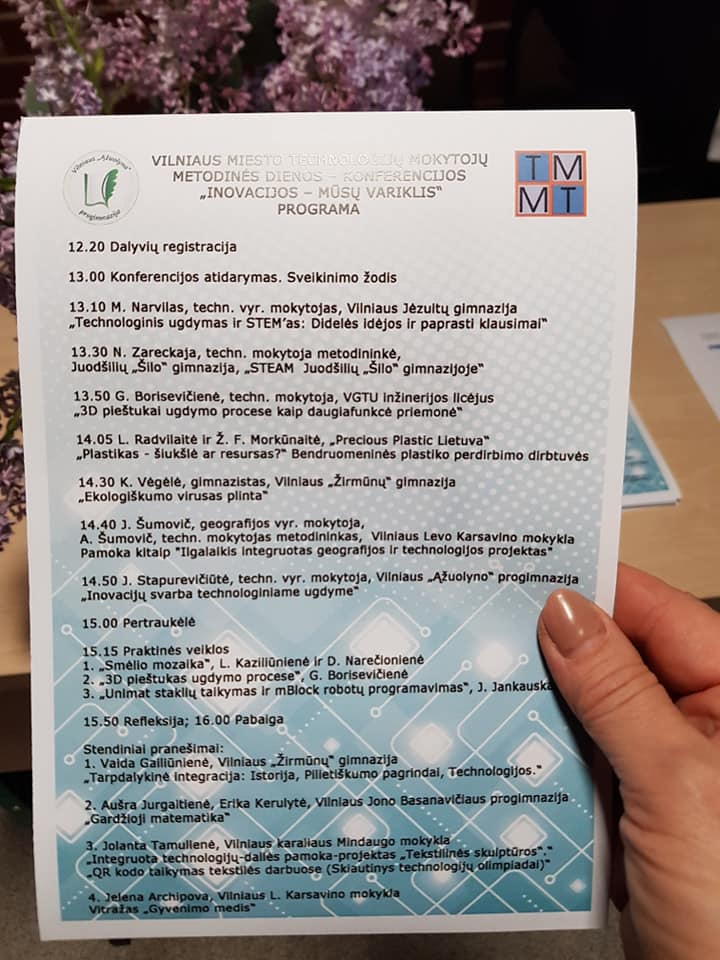 Vilniaus „Ąžuolyno"
progimnazija
VILNIAUS MIESTO TECHNOLOGIJŲ MOKYTOJŲ
METODINĖS DIENOS – KONFERENCIJOS
„INOVACIJOS – MŪSŲ VARIKLIS"
PROGRAMA
TM
MT
12.20 Dalyvių registracija
13.00 Konferencijos atidarymas. Sveikinimo žodis
13.10 M. Narvilas, techn. vyr. mokytojas, Vilniaus Jėzuitų gimnazija
„Technologinis ugdymas ir STEM'as: Didelės idėjos ir paprasti klausimai"
13.30 N. Zareckaja, techn. mokytoja metodininkė,
Juodšilių „Šilo" gimnazija, „STEAM Juodšilių „Šilo" gimnazijoje"
13.50 G. Borisevičienė, techn. mokytoja, VGTU inžinerijos licėjus
„3D pieštukai ugdymo procese kaip daugiafunkcė priemonė"
14.05 L. Radvilaitė ir Ž. F. Morkūnaitė, „Precious Plastic Lietuva"
„Plastikas - šiukšlė ar resursas?" Bendruomeninės plastiko perdirbimo dirbtuvės
14.30 K. Vėgėlė, gimnazistas, Vilniaus „Žirmūnų" gimnazija
„Ekologiškumo virusas plinta"
14.40 J. Šumovič, geografijos vyr. mokytoja,
A. Šumovič, techn. mokytojas metodininkas, Vilniaus Levo Karsavino mokykla
Pamoka kitaip "Ilgalaikis integruotas geografijos ir technologijos projektas"
14.50 J. Stapurevičiūtė, techn. vyr. mokytoja, Vilniaus „Ąžuolyno" progimnazija
„Inovacijų svarba technologiniame ugdyme"
15.00 Pertraukėlė
15.15 Praktinės veiklos
1. „Smėlio mozaika", L. Kaziliūnienė ir D. Narečionienė
2. „3D pieštukas ugdymo procese", G. Borisevičienė
3. „Unimat staklių taikymas ir mBlock robotų programavimas", J. Jankauska
15.50 Refleksija; 16.00 Pabaiga
Stendiniai pranešimai:
1. Vaida Gailiūnienė, Vilniaus „Žirmūnų" gimnazija
„Tarpdalykinė integracija: Istorija, Pilietiškumo pagrindai, Technologijos."
2. Aušra Jurgaitienė, Erika Kerulytė, Vilniaus Jono Basanavičiaus progimnazija
„Gardžioji matematika"
3. Jolanta Tamulienė, Vilniaus karaliaus Mindaugo mokykla
„Integruota technologijų-dailės pamoka-projektas „Tekstilinės skulptūros"."
„QR kodo taikymas tekstilės darbuose (Skiautinys technologijų olimpiadai)"
4. Jelena Archipova, Vilniaus L. Karsavino mokykla
Vitražas „Gyvenimo medis"